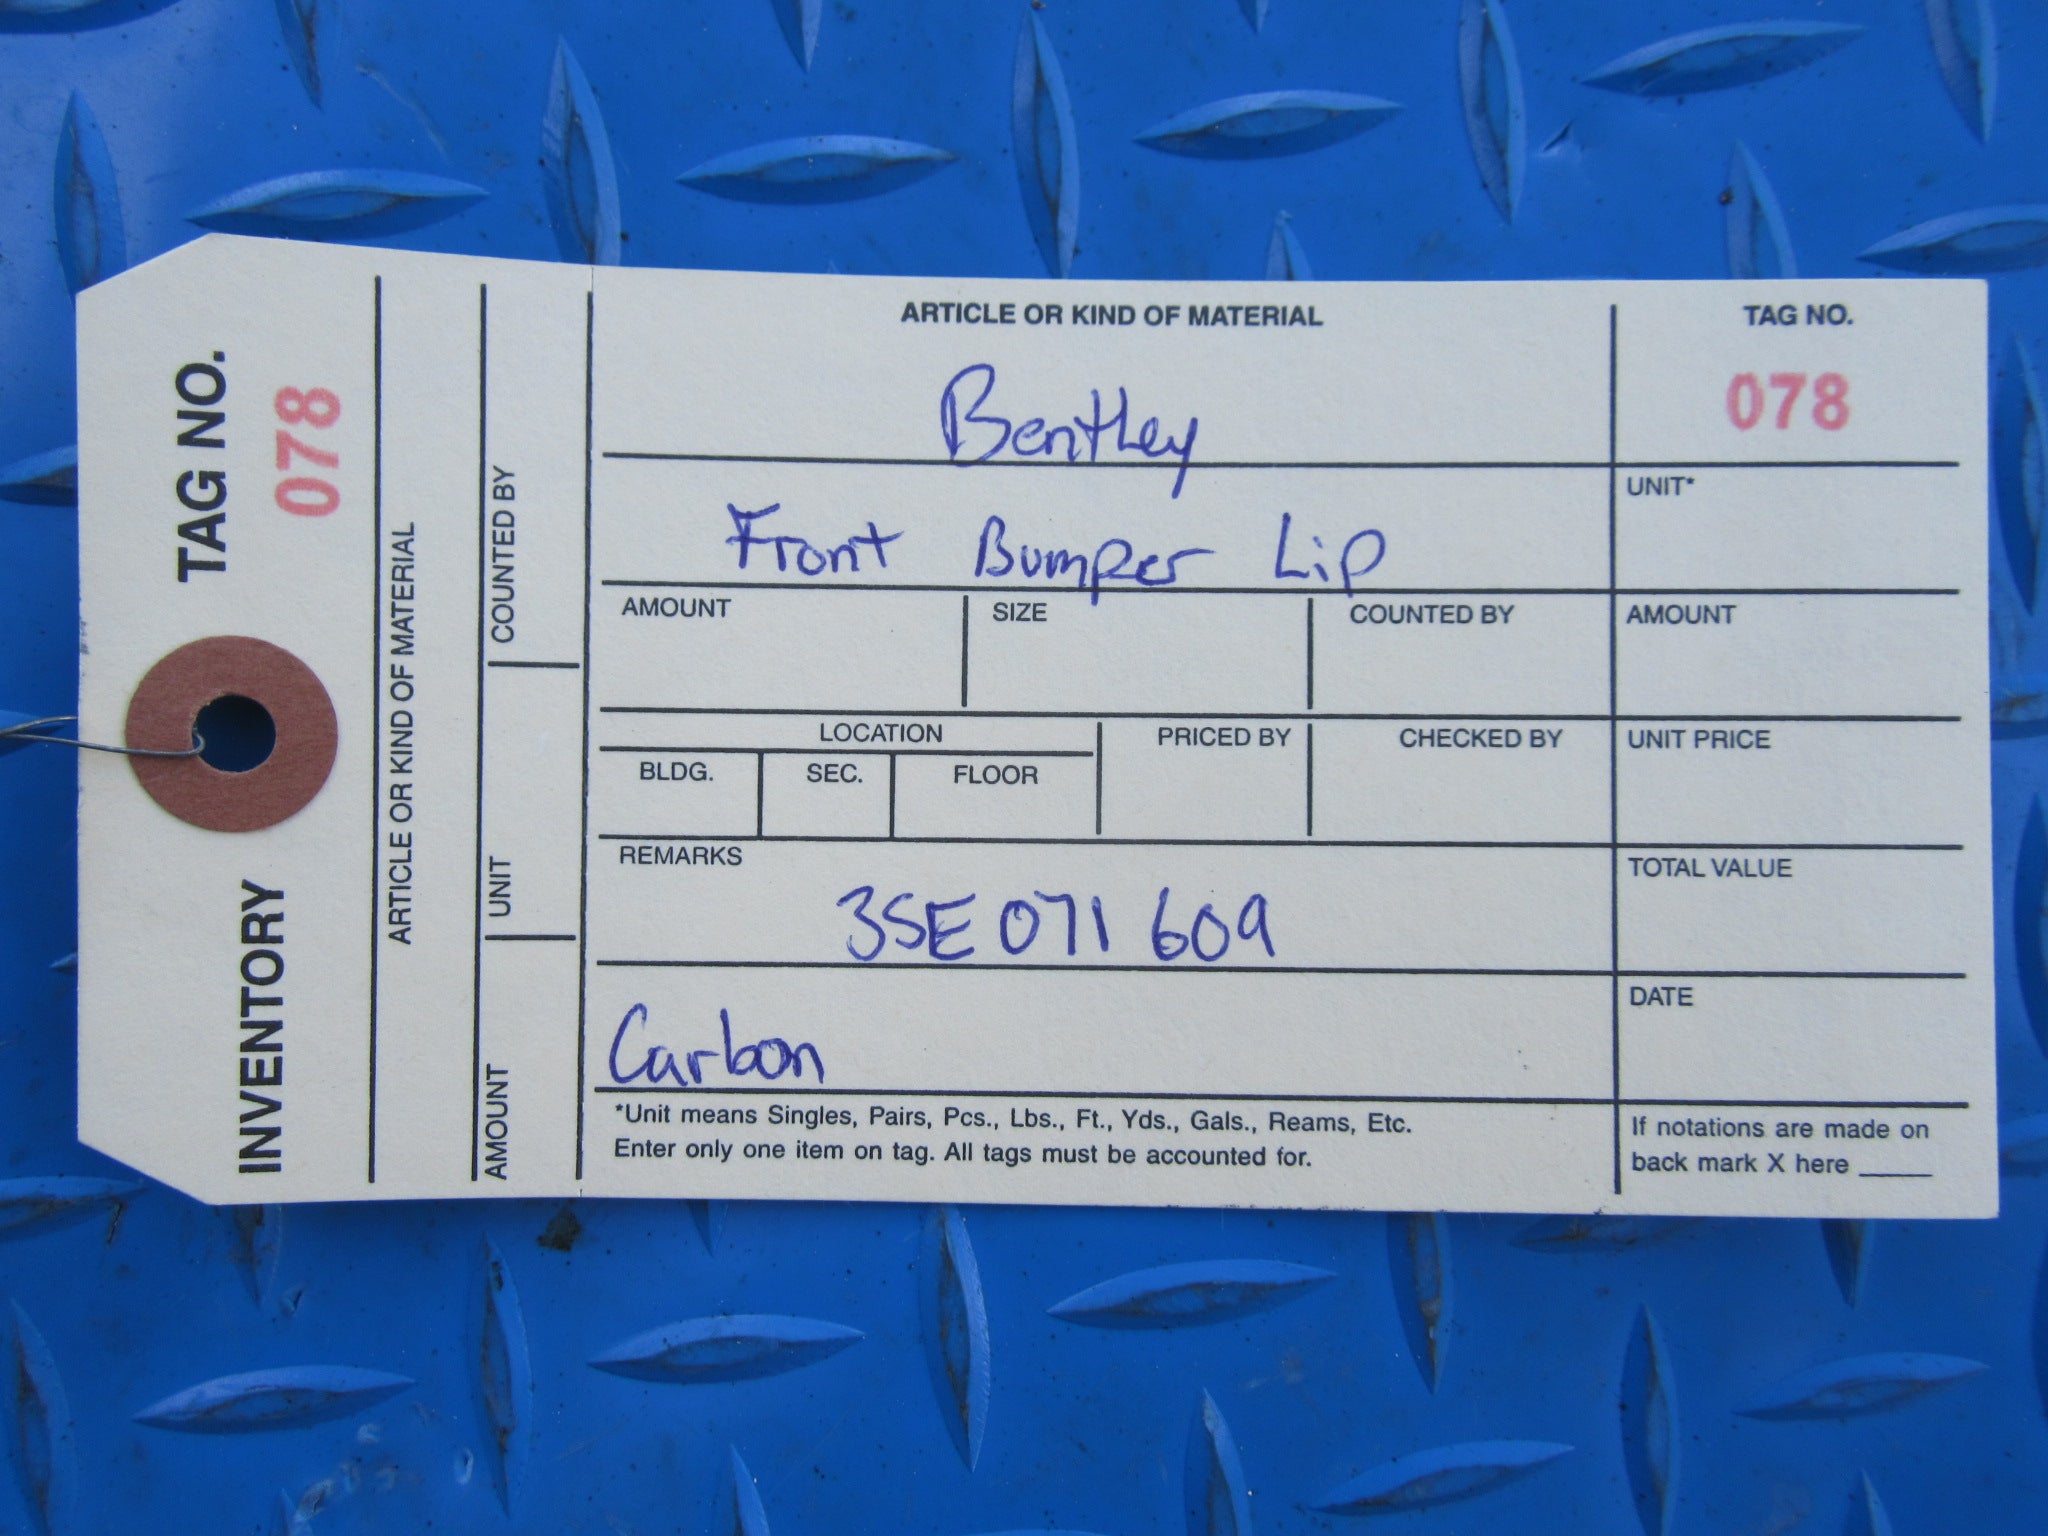 INVENTORY TAG NO.
078
ARTICLE OR KIND OF MATERIAL
AMOUNT UNIT COUNTED BY
ARTICLE OR KIND OF MATERIAL
TAG NO.
Bentley
078
Front Bumper Lip
UNIT*
AMOUNT SIZE COUNTED BY AMOUNT
LOCATION PRICED BY CHECKED BY UNIT PRICE
BLDG. SEC. FLOOR
REMARKS TOTAL VALUE
3SE 071 609
DATE
Carbon
*Unit means Singles, Pairs, Pcs., Lbs., Ft., Yds., Gals., Reams, Etc.
Enter only one item on tag. All tags must be accounted for.
If notations are made on
back mark X here _____